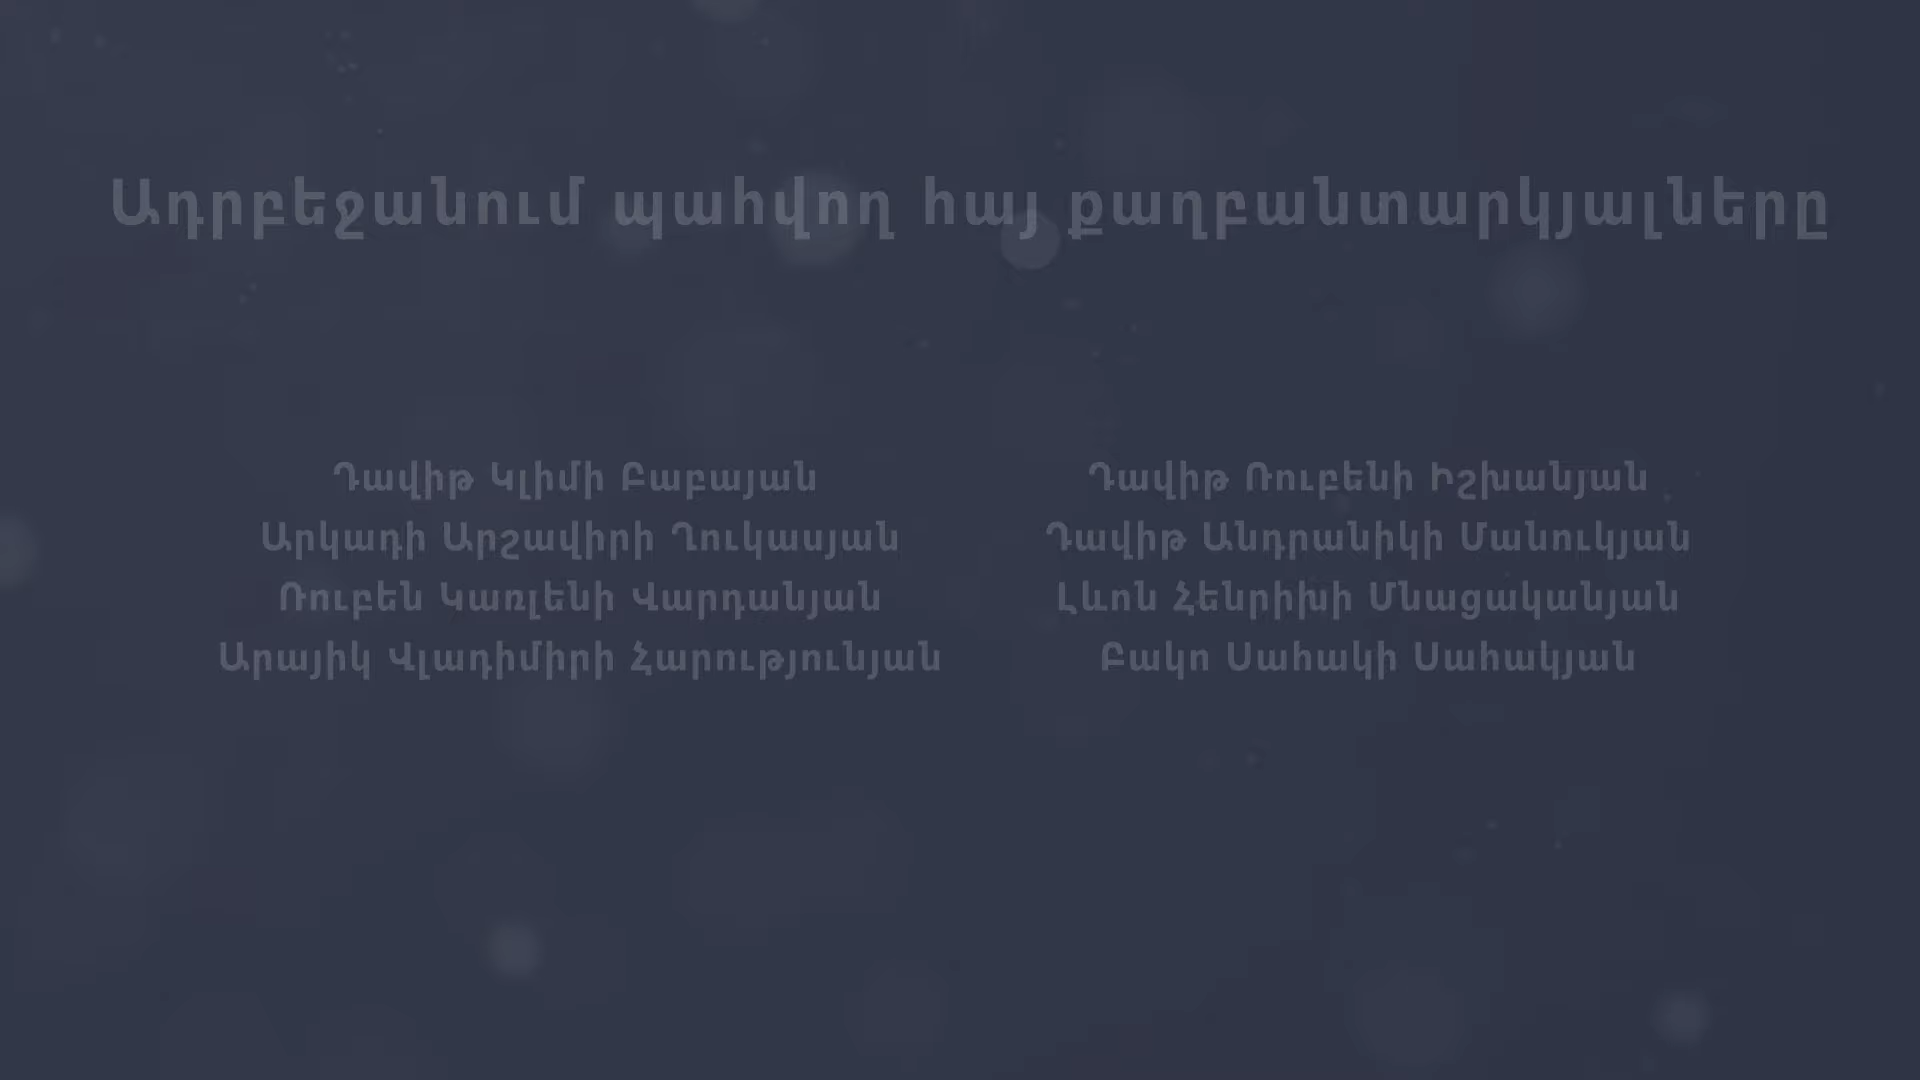 Ադրբեջանում պահվող հայ քաղբանտարկյալները
Դավիթ Կլիմի Բաբայան
Արկադի Արշավիրի Ղուկասյան
Ռուբեն Կառլենի Վարդանյան
Արայիկ Վլադիմիրի Հարությունյան
Դավիթ Ռուբենի Իշխանյան
Դավիթ Անդրանիկի Մանուկյան
Լևոն Հենրիխի Մնացականյան
Բակո Սահակի Սահակյան